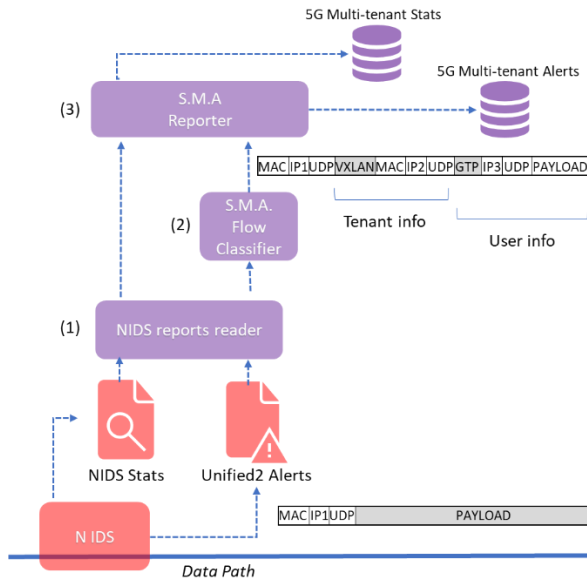 5G Multi-tenant Stats
5G Multi-tenant Alerts
(3)
S.M.A
Reporter
MAC IP1 UDP VXLAN MAC IP2 UDP GTP IP3 UDP PAYLOAD
Tenant info
User info
(2)
S.M.A.
Flow
Classifier
(1)
NIDS reports reader
NIDS Stats
Unified2 Alerts
MAC IP1 UDP PAYLOAD
N IDS
Data Path